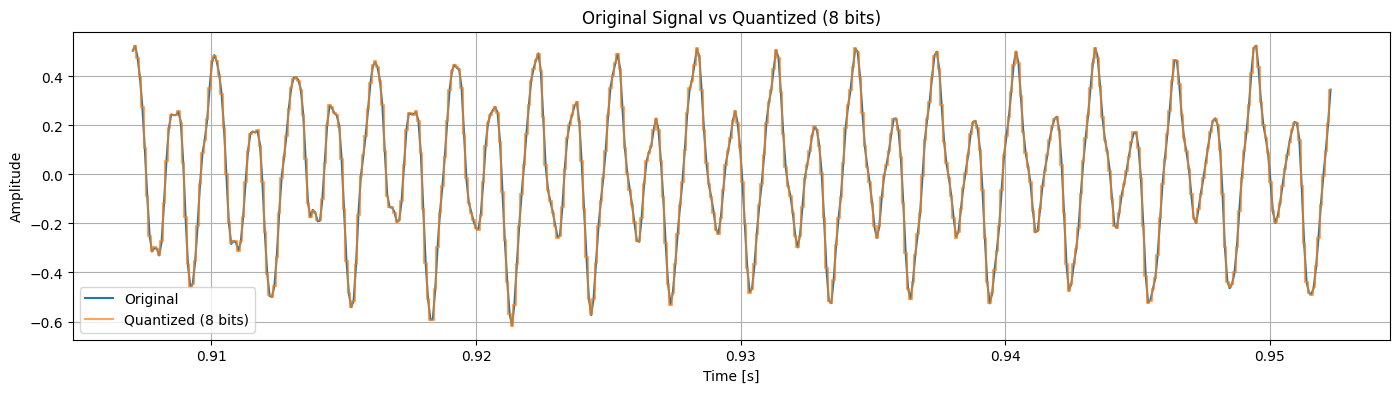 Original Signal vs Quantized (8 bits)
Amplitude
0.4
0.2
0.0
−0.2
−0.4
−0.6
Original
Quantized (8 bits)
0.91 0.92 0.93 0.94 0.95
Time [s]